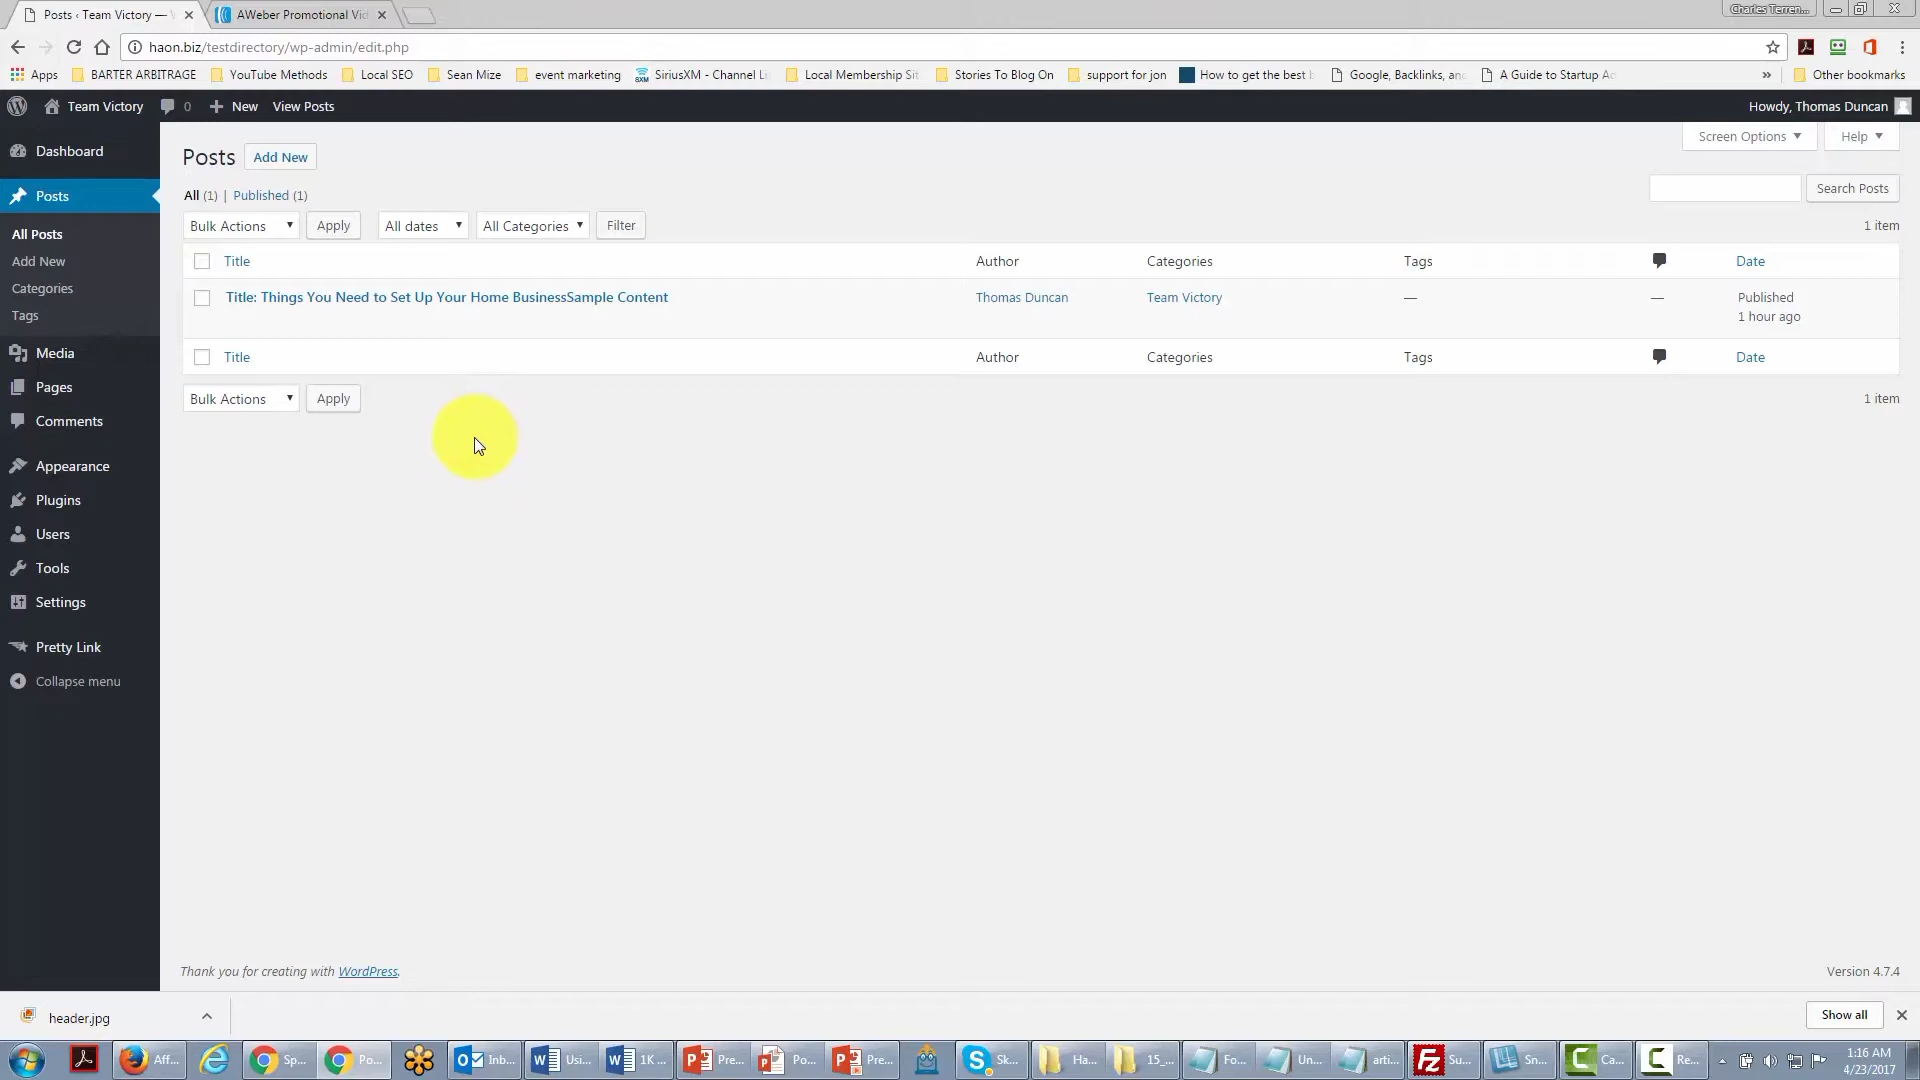 Posts ‹ Team Victory —
AWeber Promotional Vid
Charles Terren...
haon.biz/testdirectory/wp-admin/edit.php
Apps BARTER ARBITRAGE YouTube Methods Local SEO Sean Mize event marketing SiriusXM - Channel Local Membership Sit Stories To Blog On support for jon How to get the best Google, Backlinks, an A Guide to Startup » Other bookmarks
Team Victory 0 New View Posts Howdy, Thomas Duncan
Screen Options Help
Dashboard
Posts
All Posts
Add New
Categories
Tags
Media
Pages
Comments
Appearance
Plugins
Users
Tools
Settings
Pretty Link
Collapse menu
Posts Add New
All (1) | Published (1)
Search Posts
Bulk Actions Apply All dates All Categories Filter 1 item
Title Author Categories Tags Date
Title: Things You Need to Set Up Your Home BusinessSample Content Thomas Duncan Team Victory — — Published
1 hour ago
Title Author Categories Tags Date
Bulk Actions Apply 1 item
Thank you for creating with WordPress. Version 4.7.4
header.jpg Show all
Aff... Sp... Po... Inb... Usi... 1K ... Pre... Po... Pre... Sk... Ha... 15_... Fo... Un... arti... Su... Sn... Ca... Re... 1:16 AM
4/23/2017